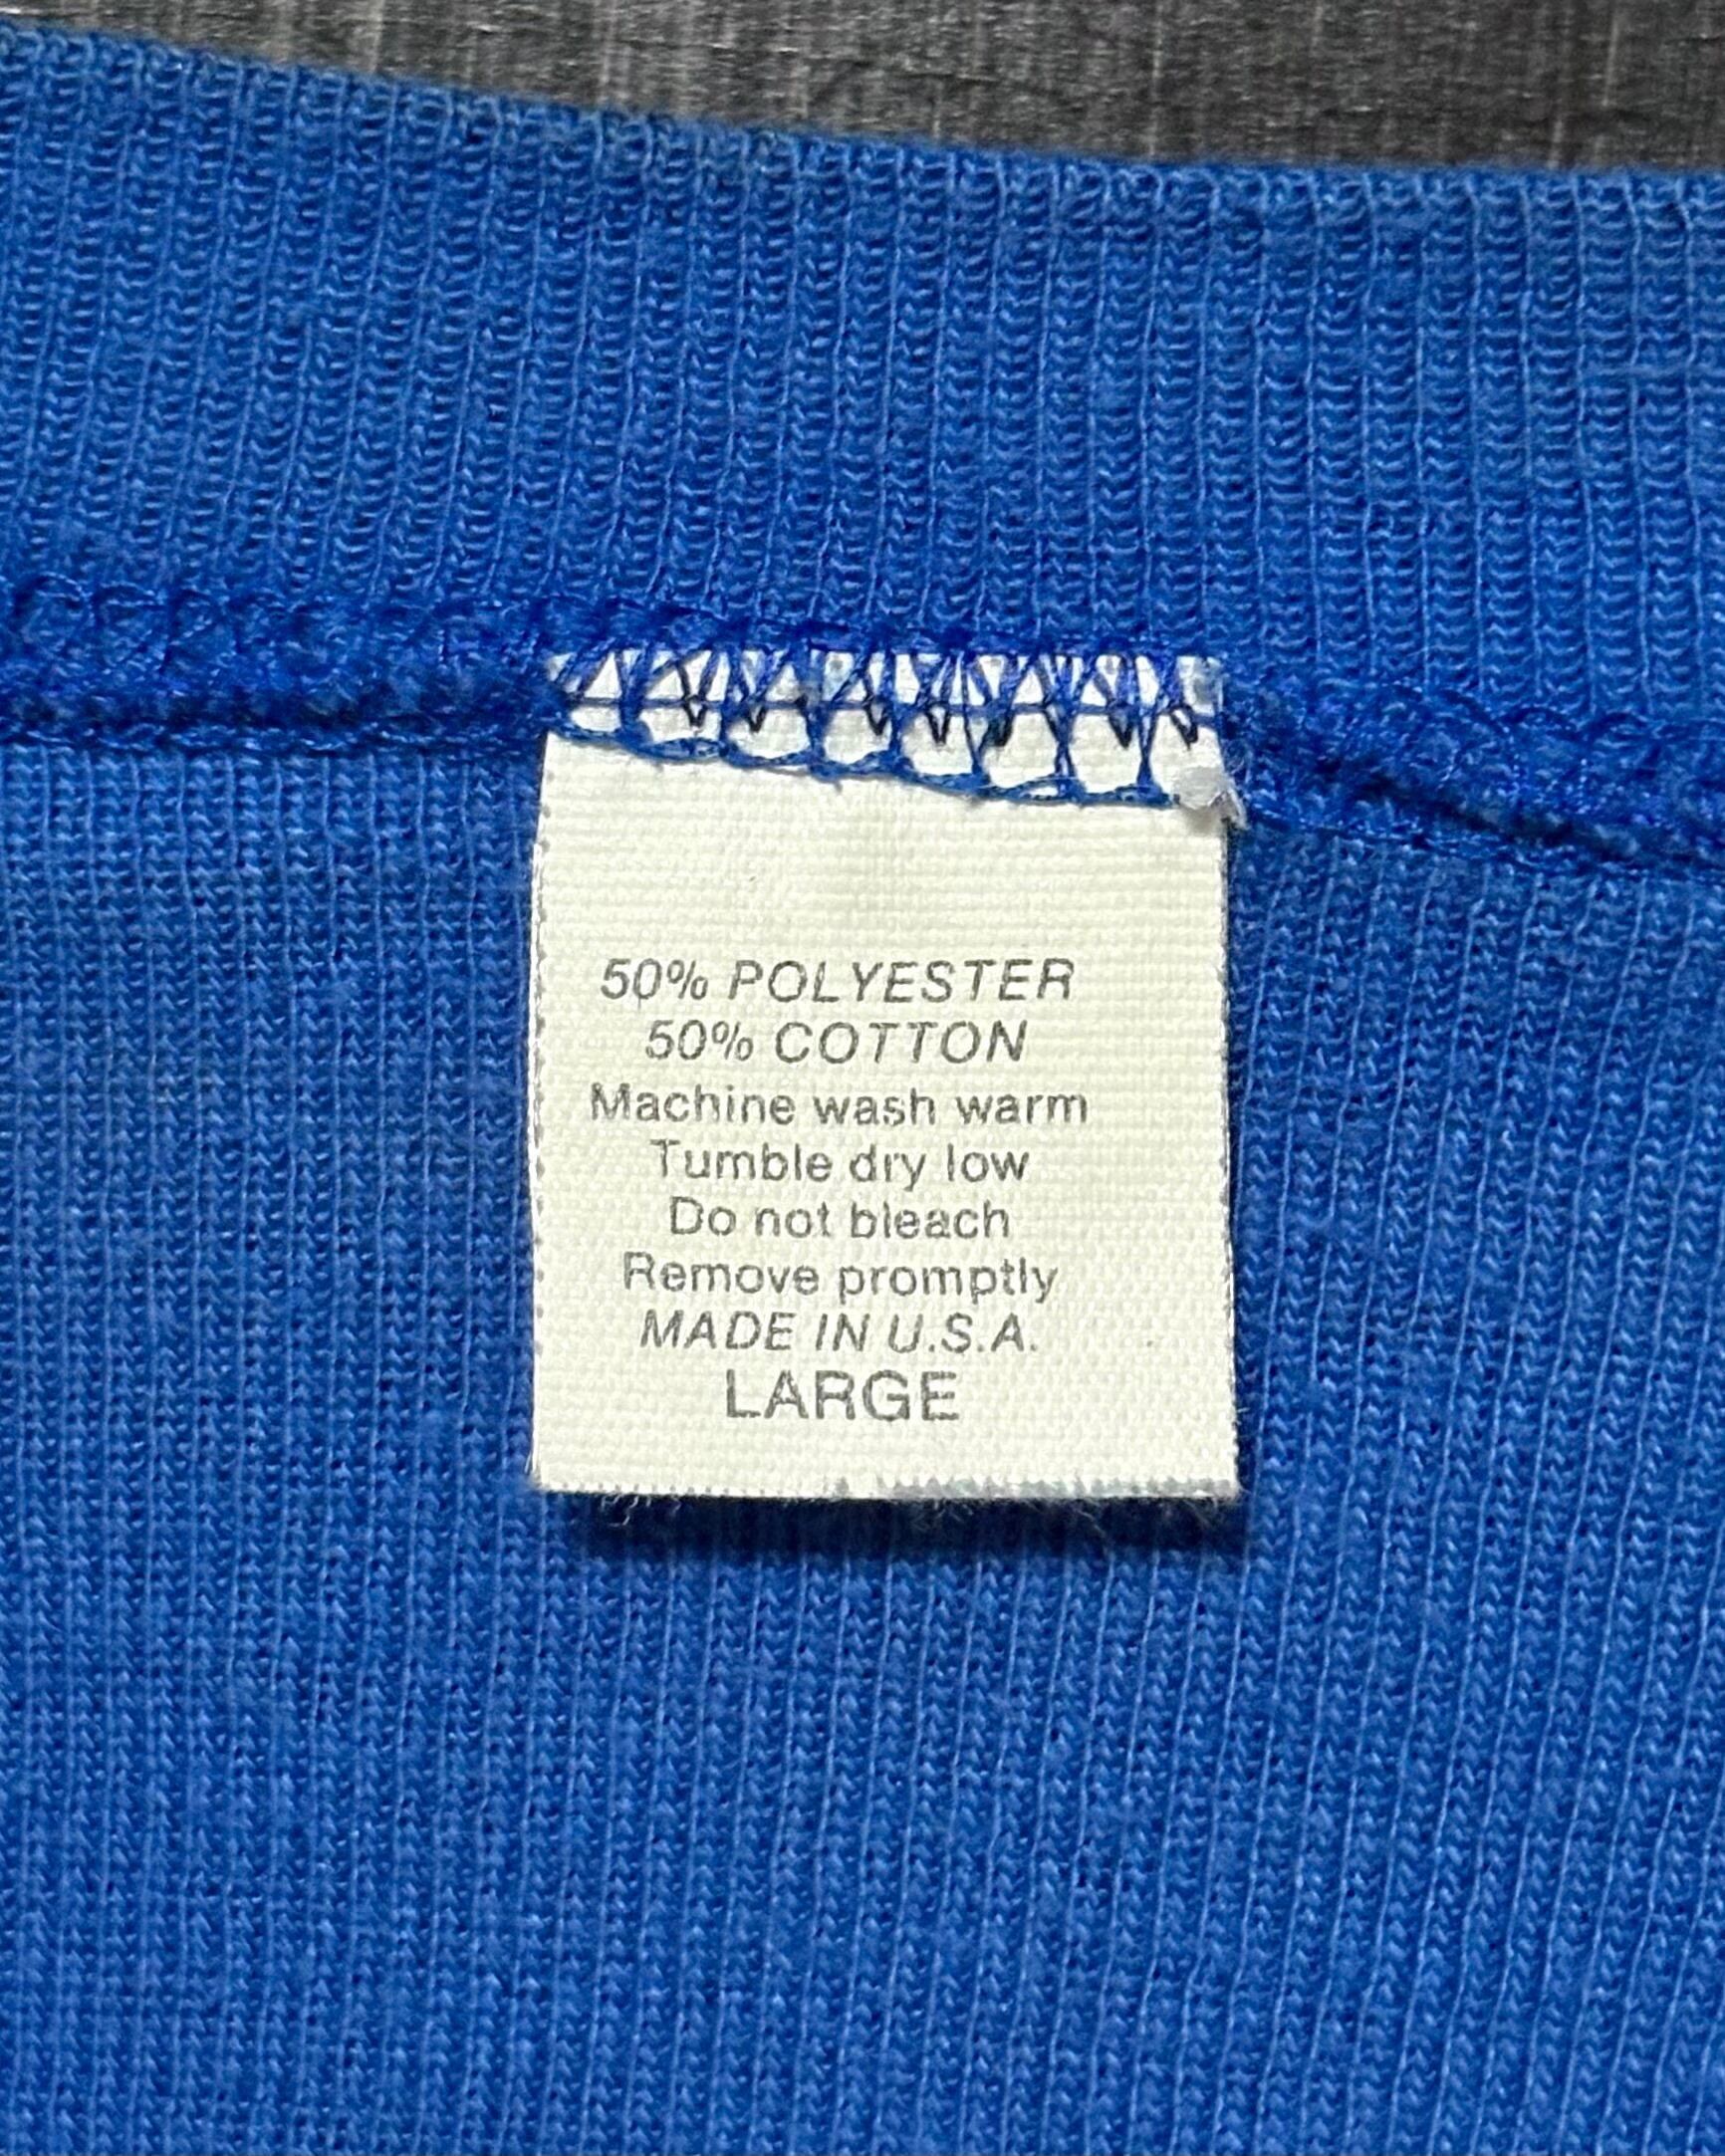 50% POLYESTER
50% COTTON
Machine wash warm
Tumble dry low
Do not bleach
Remove promptly
MADE IN U.S.A.
LARGE